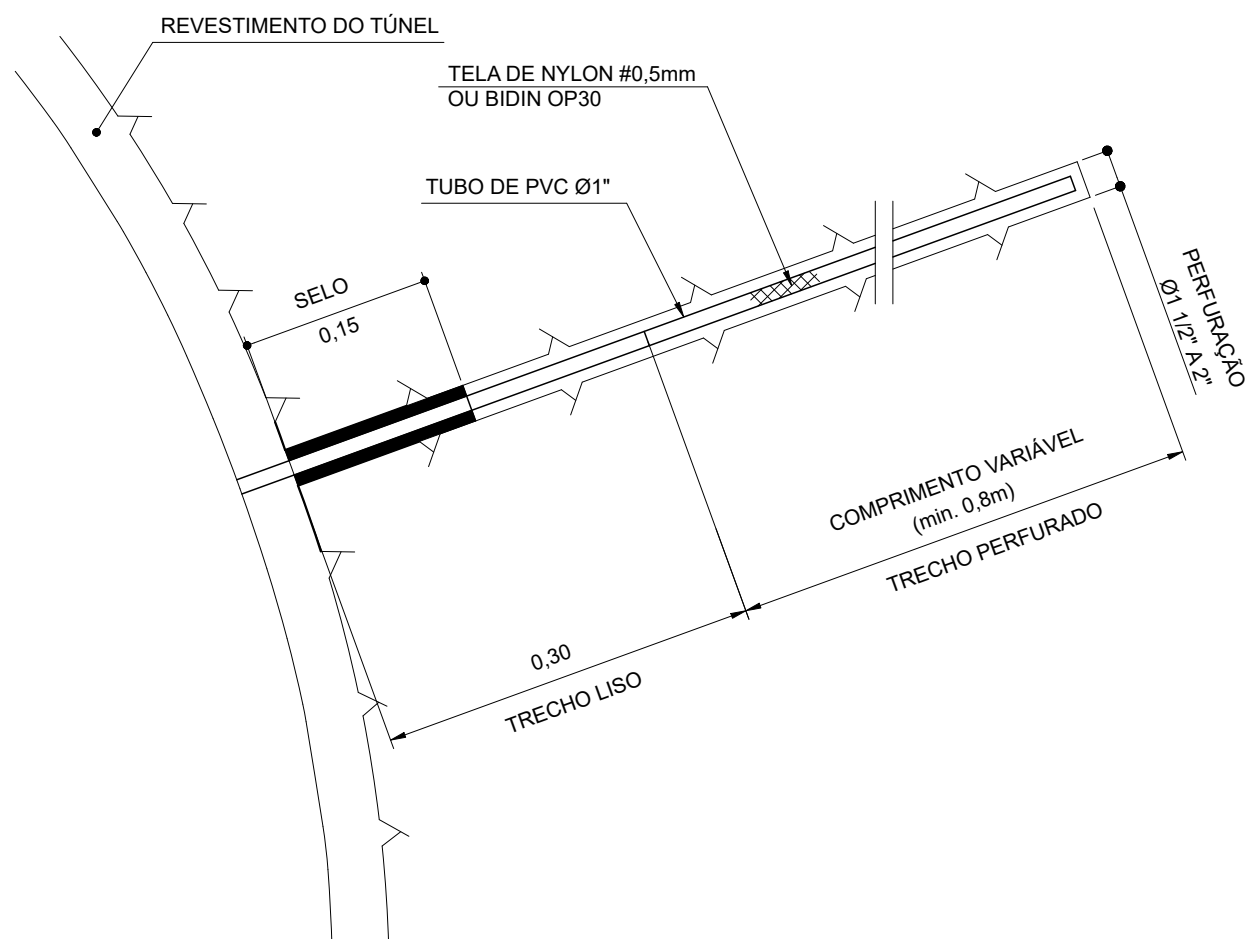 REVESTIMENTO DO TÚNEL
TELA DE NYLON #0,5mm
OU BIDIN OP30
TUBO DE PVC Ø1"
SELO
0,15
PERFURAÇÃO
Ø1 1/2" A 2"
COMPRIMENTO VARIÁVEL
(min. 0,8m)
TRECHO PERFURADO
0,30
TRECHO LISO